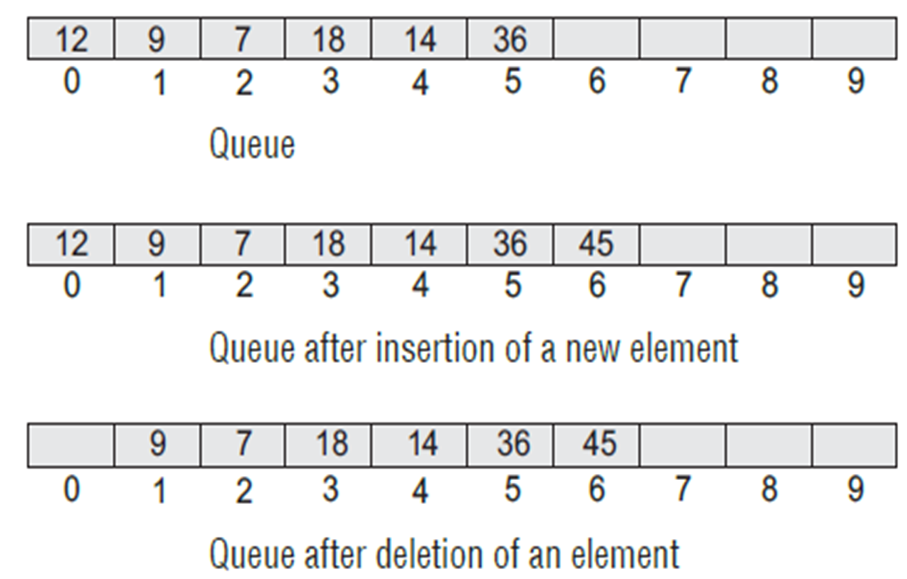 12 9 7 18 14 36
0 1 2 3 4 5 6 7 8 9
Queue
12 9 7 18 14 36 45
0 1 2 3 4 5 6 7 8 9
Queue after insertion of a new element
9 7 18 14 36 45
0 1 2 3 4 5 6 7 8 9
Queue after deletion of an element